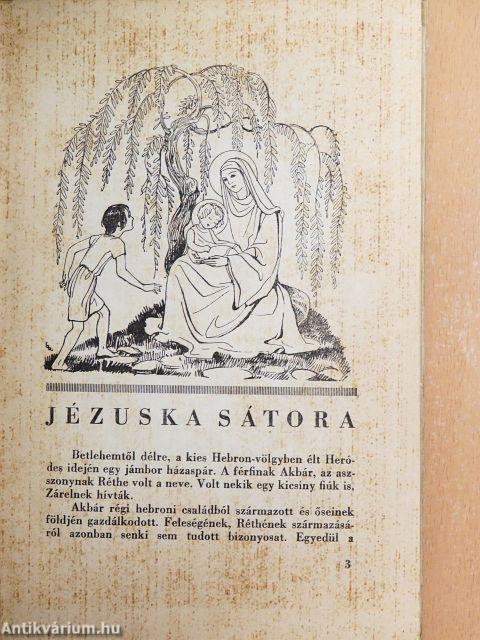 JÉZUSKA SÁTORA
Betlehemtől délre, a kies Hebron-völgyben élt Heró-
des idején egy jámbor házaspár. A férfinak Akbár, az asz-
szonynak Réthe volt a neve. Volt nekik egy kicsiny fiúk is,
Zárelnek hívták.
Akbár régi hebroni családból származott és őseinek
földjén gazdálkodott. Feleségének, Réthének származásá-
ról azonban senki sem tudott bizonyosat. Egyedül a
3
Antikvárium.hu